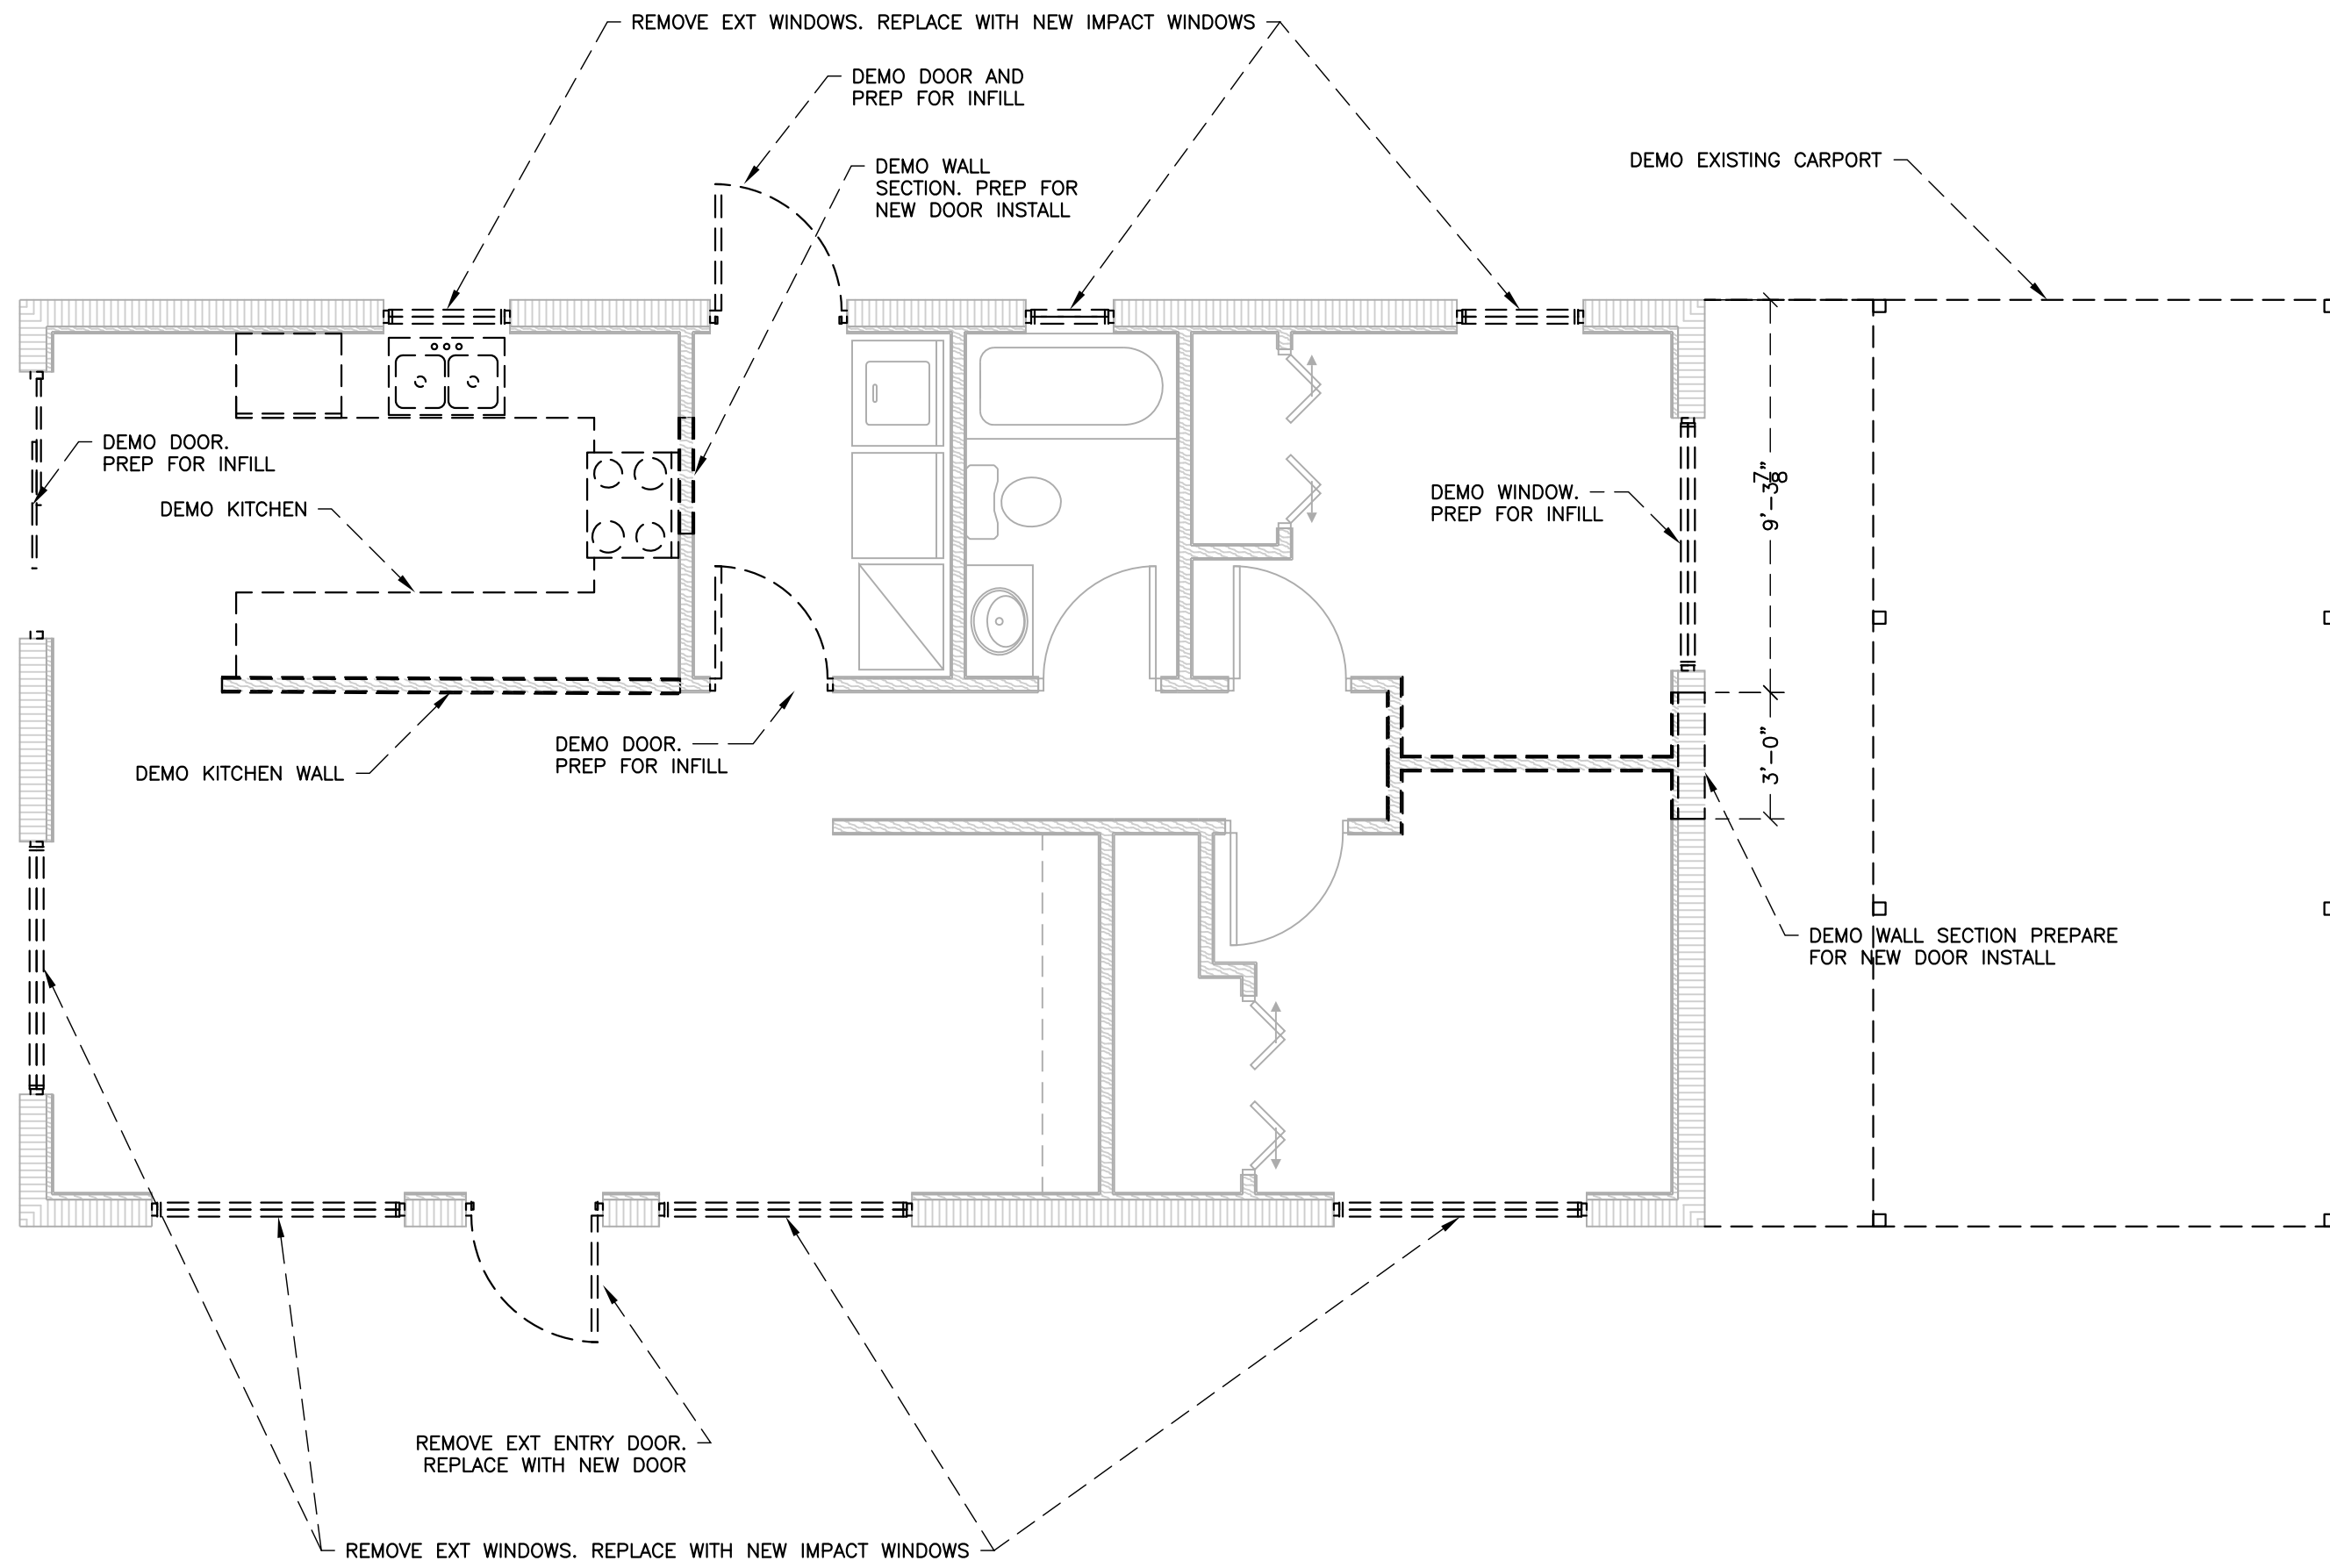 REMOVE EXT WINDOWS. REPLACE WITH NEW IMPACT WINDOWS
DEMO DOOR AND
PREP FOR INFILL
DEMO WALL
SECTION. PREP FOR
NEW DOOR INSTALL
DEMO EXISTING CARPORT
DEMO DOOR.
PREP FOR INFILL
DEMO KITCHEN
DEMO WINDOW.
PREP FOR INFILL
9'-3 7/8"
DEMO KITCHEN WALL
DEMO DOOR.
PREP FOR INFILL
3'-0"
DEMO WALL SECTION PREPARE
FOR NEW DOOR INSTALL
REMOVE EXT ENTRY DOOR.
REPLACE WITH NEW DOOR
REMOVE EXT WINDOWS. REPLACE WITH NEW IMPACT WINDOWS